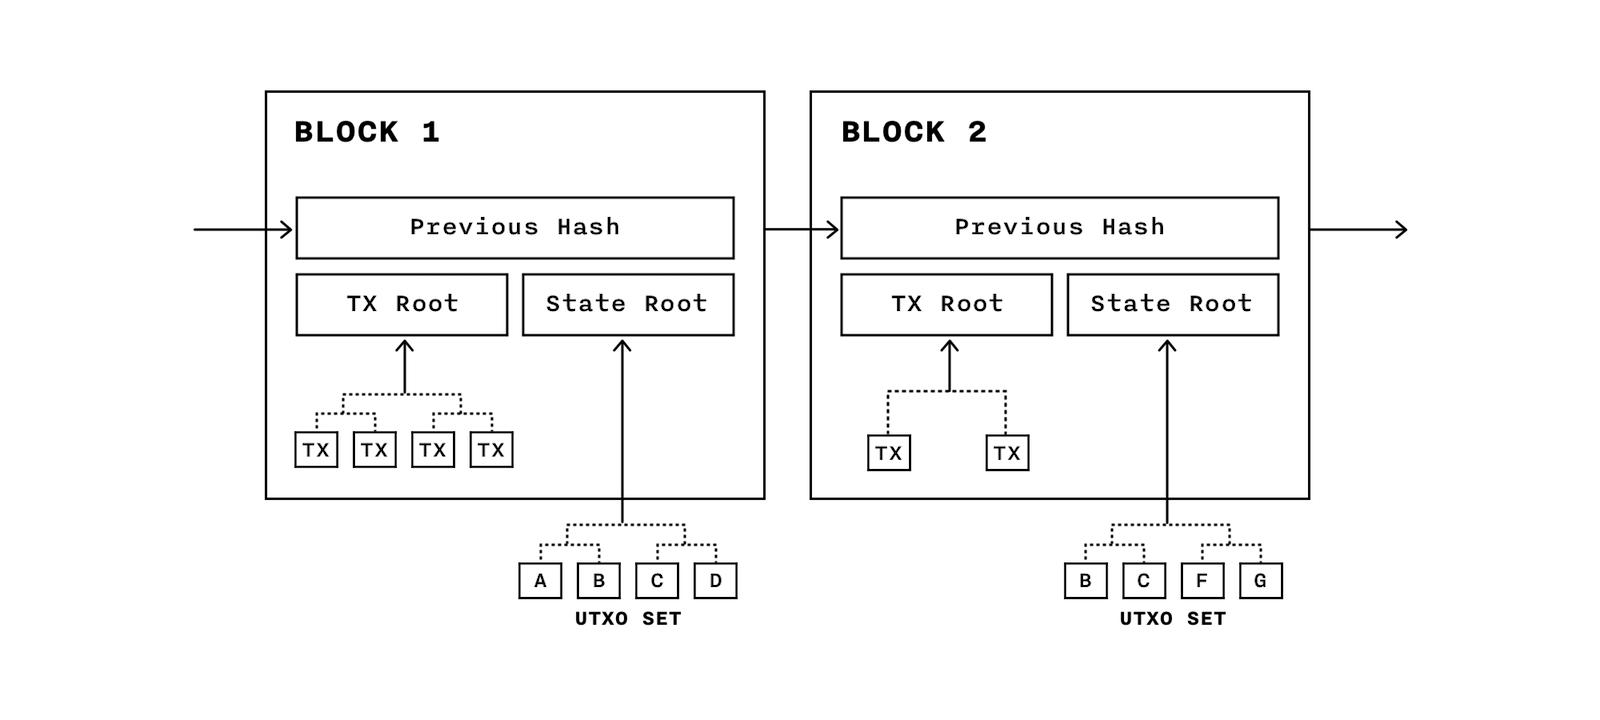 BLOCK 1
Previous Hash
TX Root
State Root
TX TX TX TX
A B C D
UTXO SET
BLOCK 2
Previous Hash
TX Root
State Root
TX TX
B C F G
UTXO SET